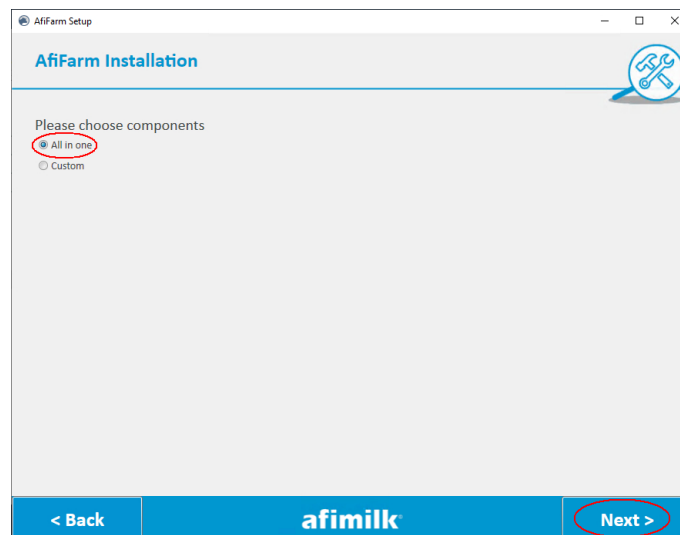 AfiFarm Setup
AfiFarm Installation
Please choose components
All in one
Custom
< Back
afimilk
Next >